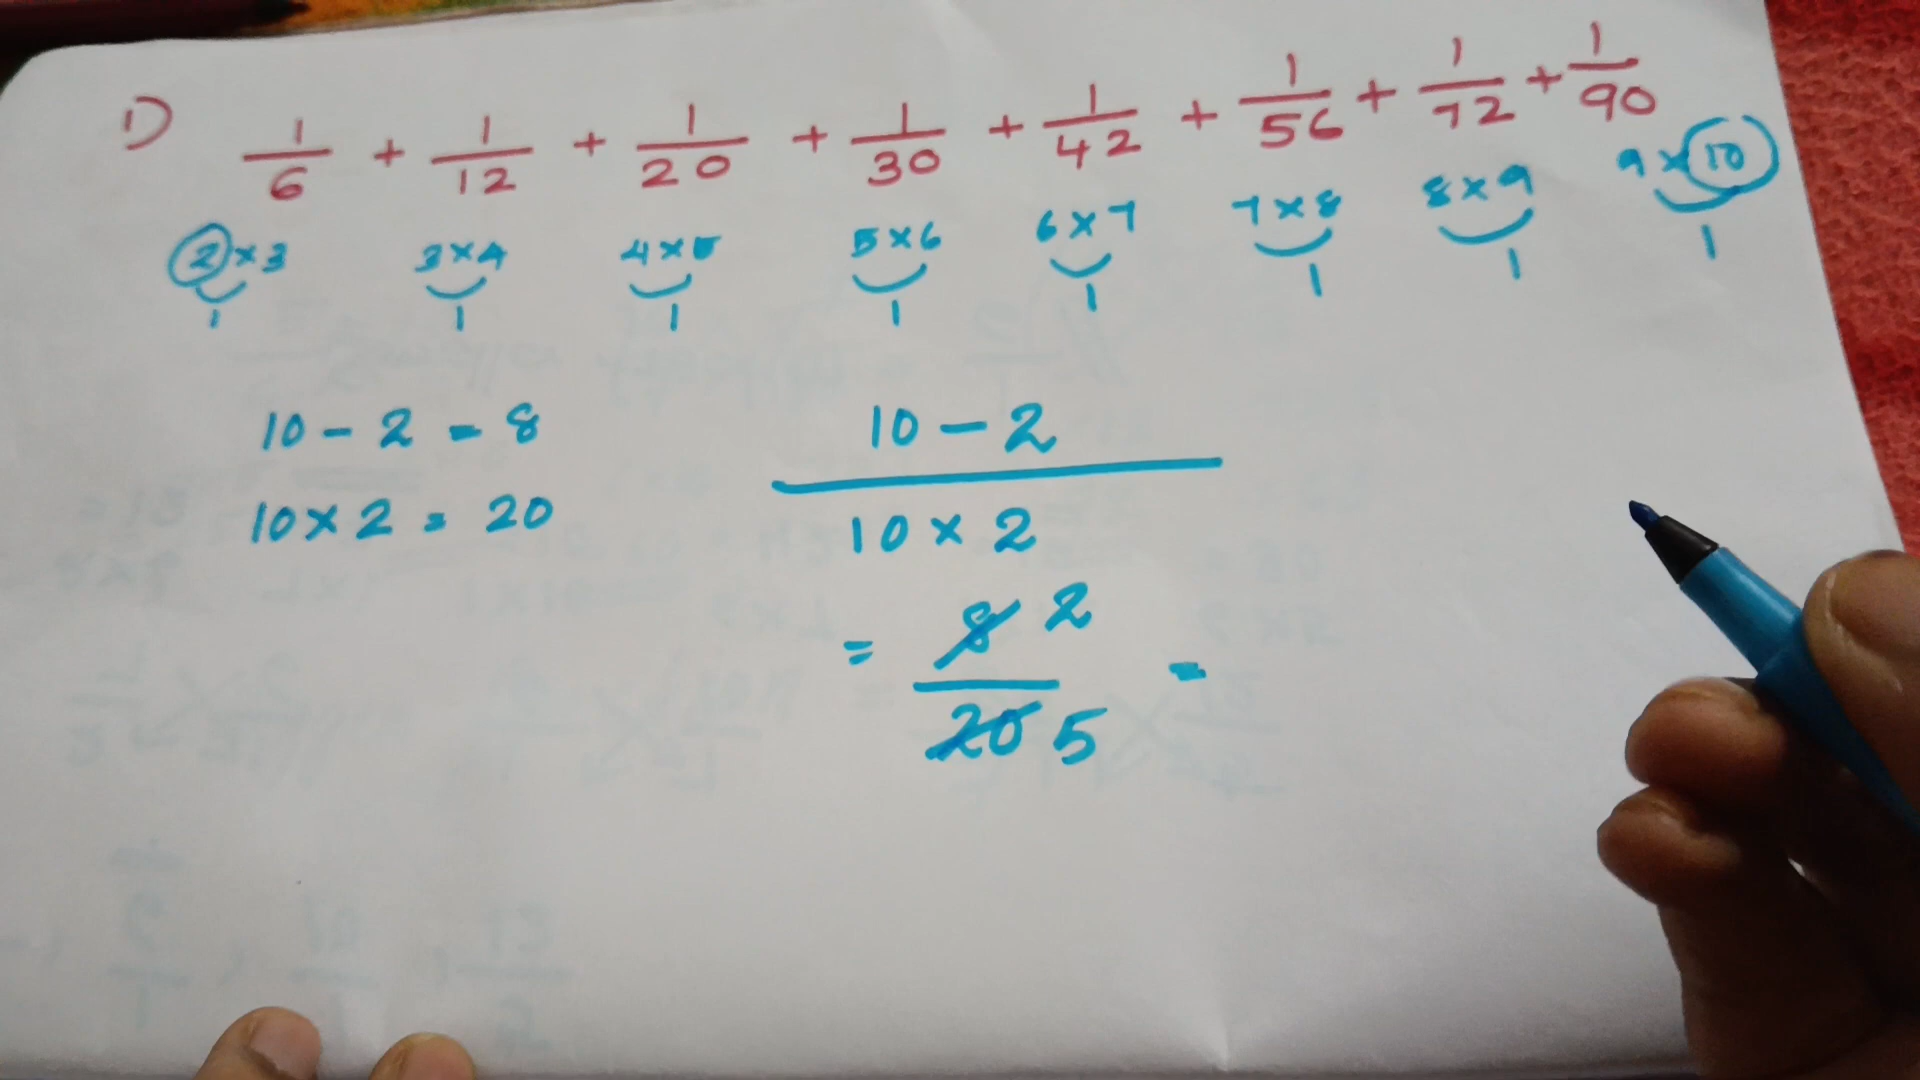 1) 1/6 + 1/12 + 1/20 + 1/30 + 1/42 + 1/56 + 1/72 + 1/90
2×3 3×4 4×5 5×6 6×7 7×8 8×9 9×10
1 1 1 1 1 1 1 1
10 - 2 = 8
10 × 2 = 20
10 - 2
10 × 2
= 8 2 =
20 5